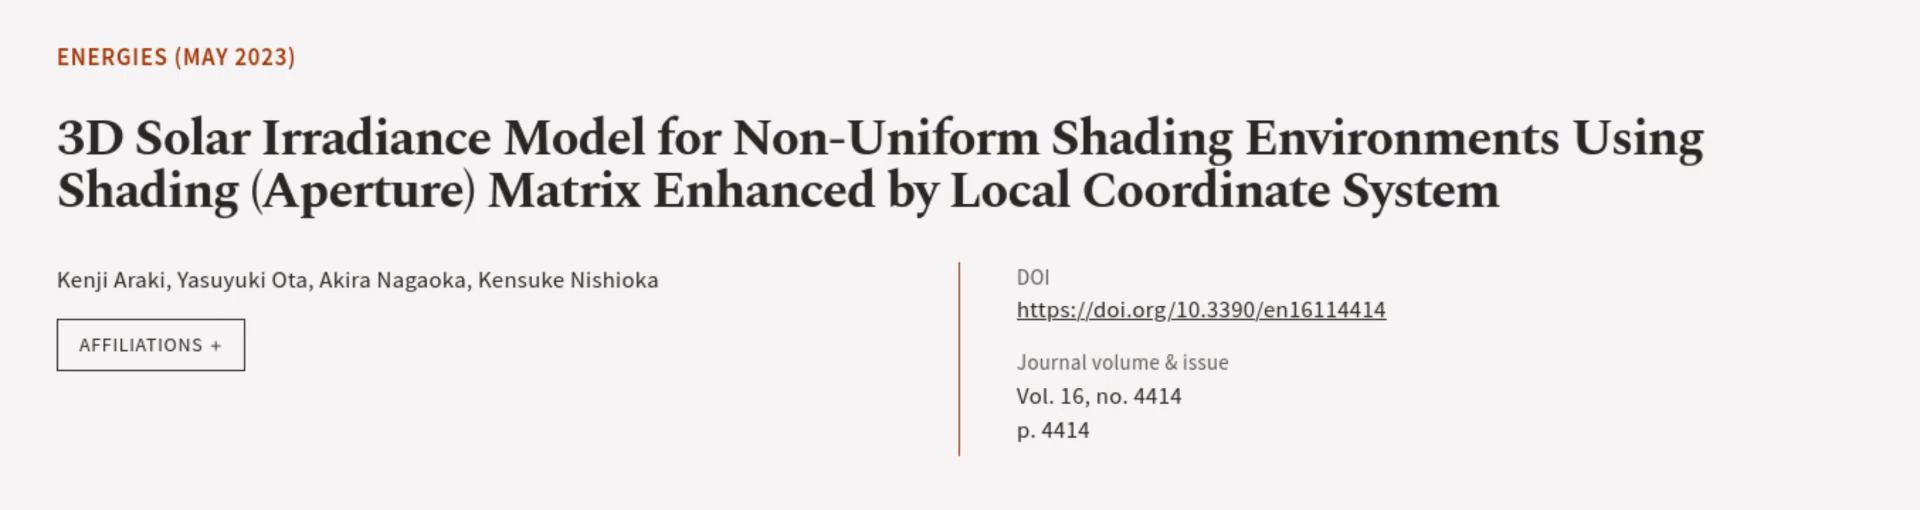 ENERGIES (MAY 2023)
3D Solar Irradiance Model for Non-Uniform Shading Environments Using
Shading (Aperture) Matrix Enhanced by Local Coordinate System
Kenji Araki, Yasuyuki Ota, Akira Nagaoka, Kensuke Nishioka
AFFILIATIONS +
DOI
https://doi.org/10.3390/en16114414
Journal volume & issue
Vol. 16, no. 4414
p. 4414